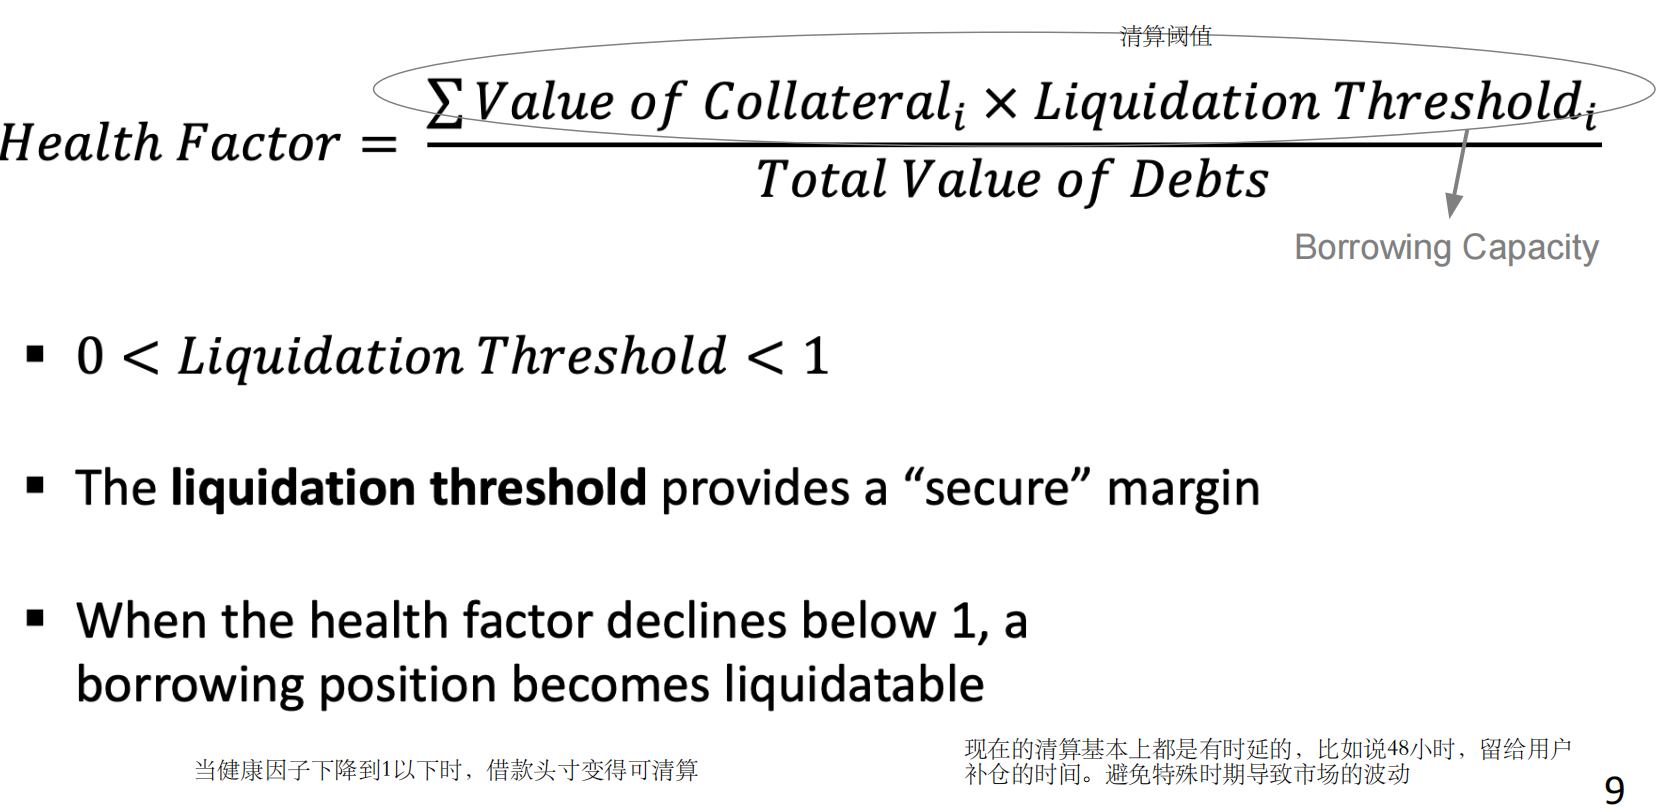 清算阈值
Health Factor = ∑ Value of Collateralᵢ × Liquidation Thresholdᵢ
Total Value of Debts
Borrowing Capacity
▪ 0 < Liquidation Threshold < 1
▪ The liquidation threshold provides a “secure” margin
▪ When the health factor declines below 1, a
borrowing position becomes liquidatable
当健康因子下降到1以下时，借款头寸变得可清算
现在的清算基本上都是有时延的，比如说48小时，留给用户
补仓的时间。避免特殊时期导致市场的波动
9